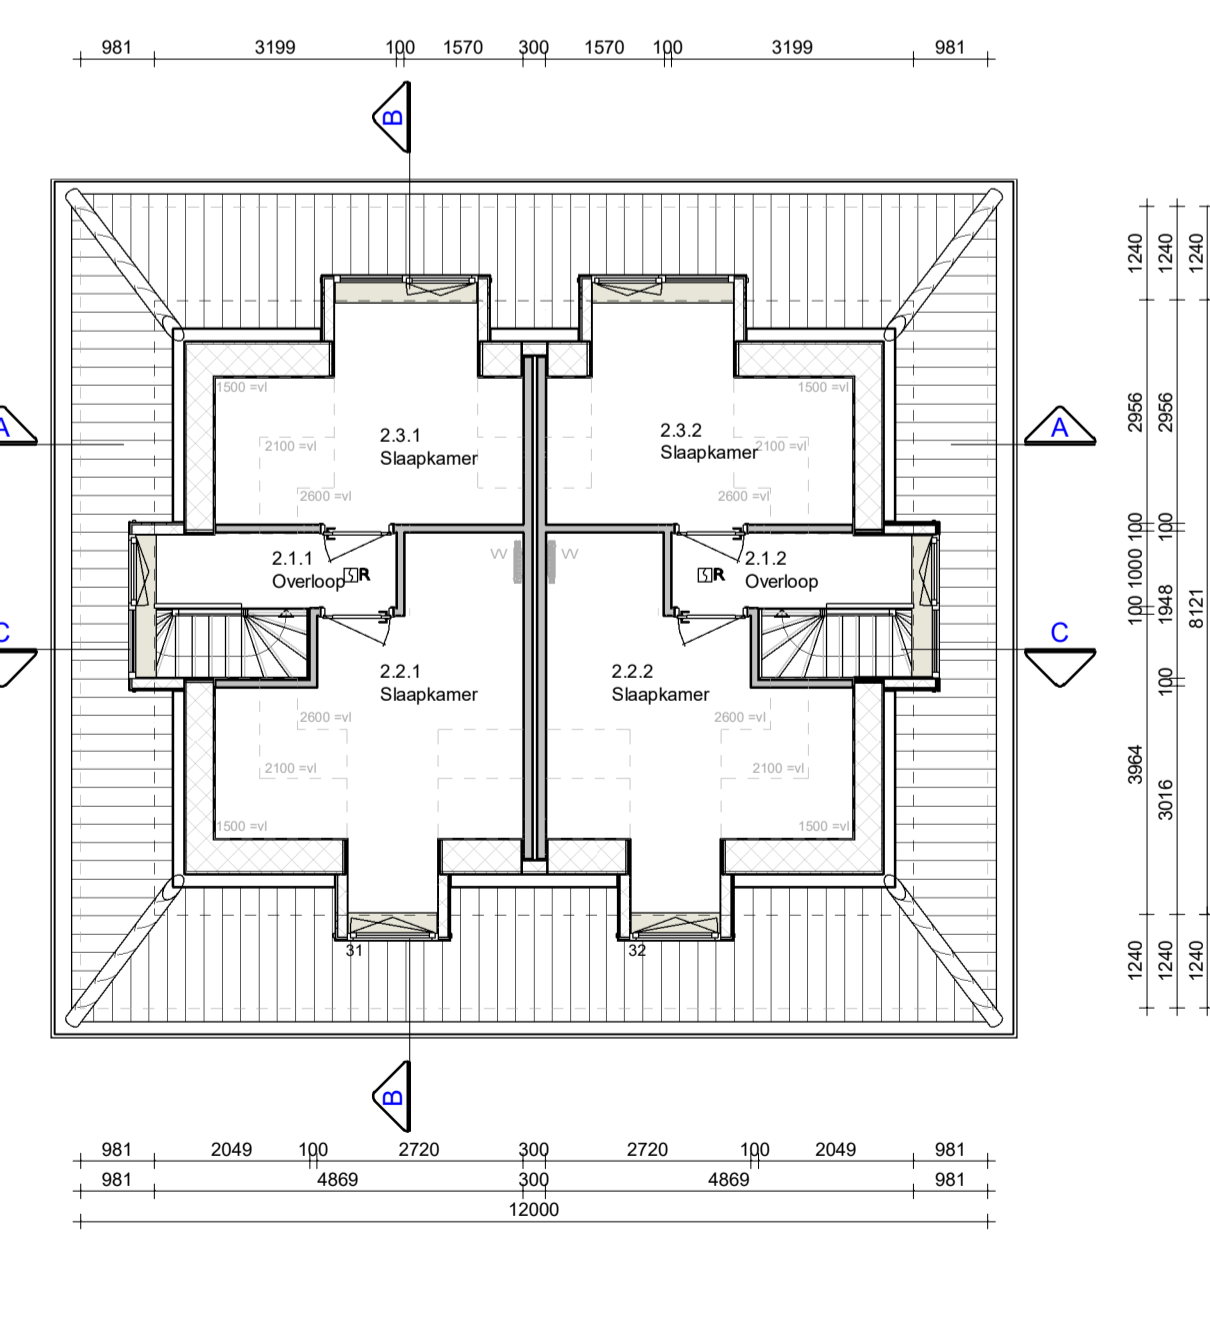 981 3199 100 1570 300 1570 100 3199 981
B
1240 1240 1240
1500 =vl 1500 =vl
A A
2956 2956
2.3.1 2.3.2
Slaapkamer Slaapkamer
2100 =vl 2100 =vl
2600 =vl 2600 =vl
100 100
2.1.1 VV VV 2.1.2
Overloop R R Overloop
1000
100 1948 8121
C C
2.2.1 2.2.2
Slaapkamer Slaapkamer
100
2600 =vl 2600 =vl
2100 =vl 2100 =vl
3964 3016
1500 =vl 1500 =vl
31 32
1240 1240 1240
B
981 2049 100 2720 300 2720 100 2049 981
981 4869 300 4869 981
12000